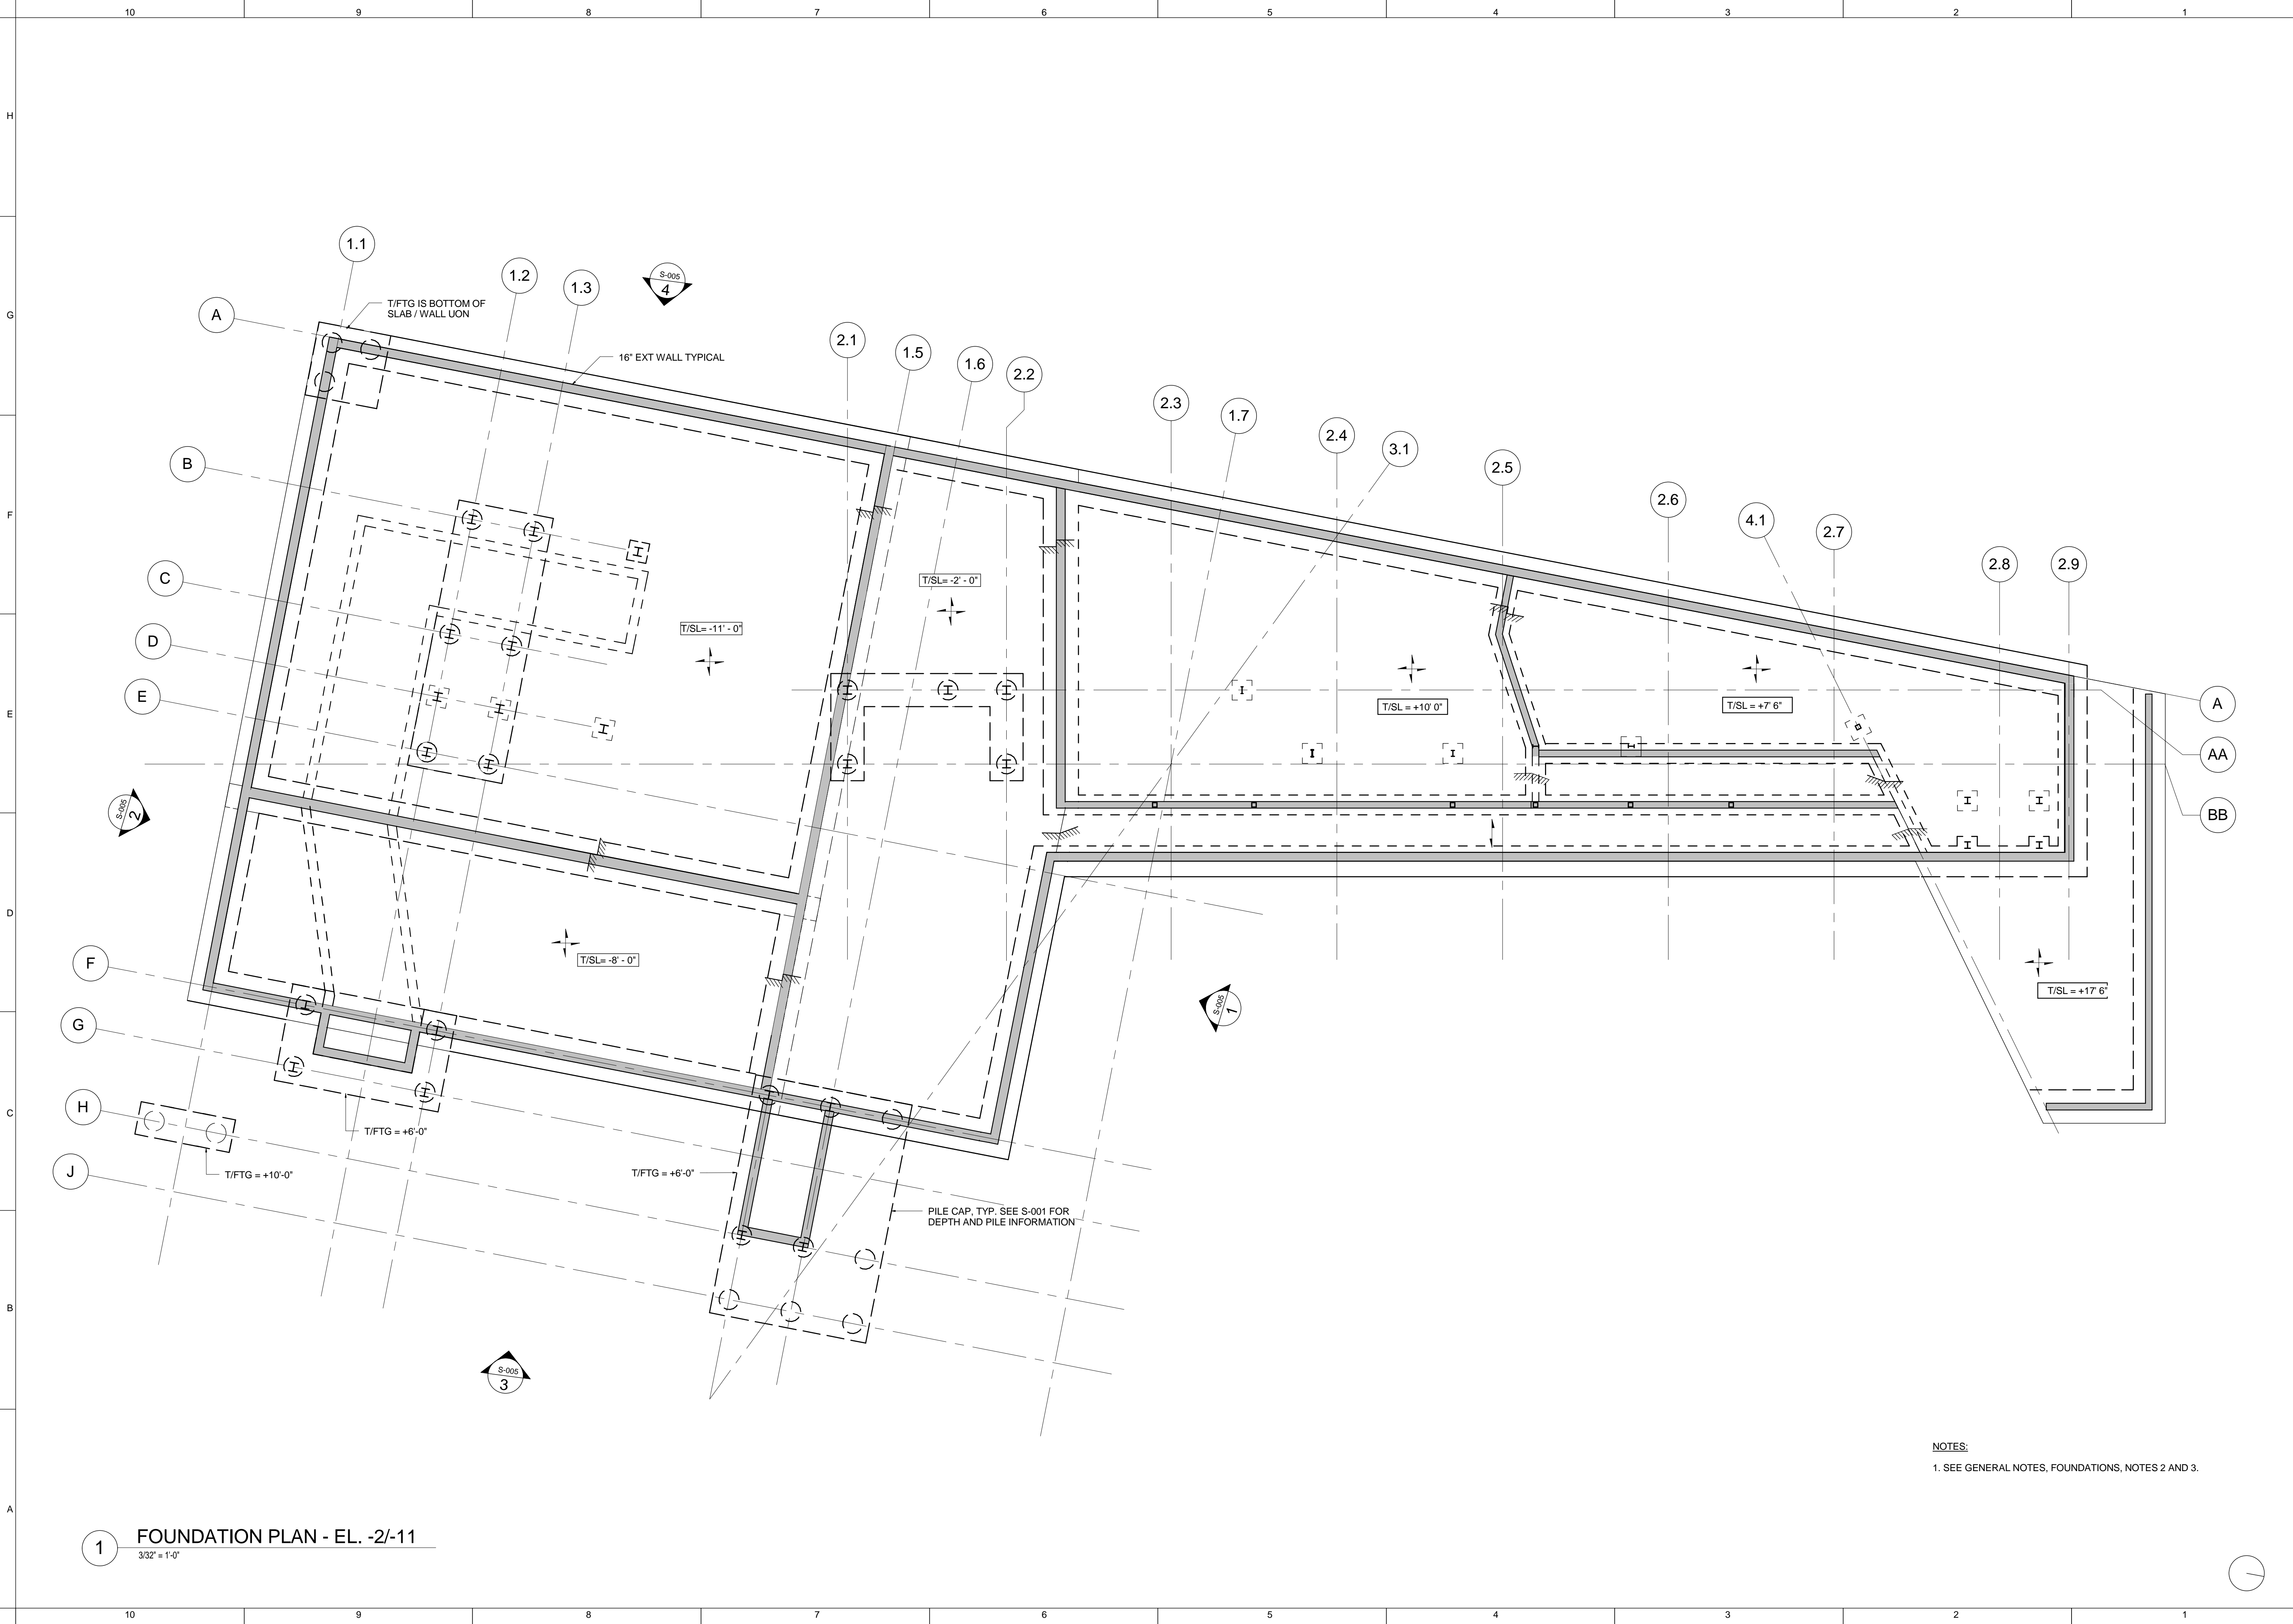 10 9 8 7 6 5 4 3 2 1
H
G
F
E
D
C
B
A
1.1
1.2
1.3
S-005
4
A
T/FTG IS BOTTOM OF
SLAB / WALL UON
16" EXT WALL TYPICAL
2.1
1.5
1.6
2.2
2.3
1.7
2.4
3.1
2.5
2.6
4.1
2.7
2.8
2.9
B
C
D
E
T/SL= -2' - 0"
T/SL= -11' - 0"
T/SL = +10' 0"
T/SL = +7' 6"
A
AA
BB
S-005
2
F
G
H
J
T/SL= -8' - 0"
S-005
1
T/SL = +17' 6"
T/FTG = +6'-0"
T/FTG = +10'-0"
T/FTG = +6'-0"
PILE CAP, TYP. SEE S-001 FOR
DEPTH AND PILE INFORMATION
S-005
3
NOTES:
1. SEE GENERAL NOTES, FOUNDATIONS, NOTES 2 AND 3.
1
FOUNDATION PLAN - EL. -2/-11
3/32" = 1'-0"
10 9 8 7 6 5 4 3 2 1